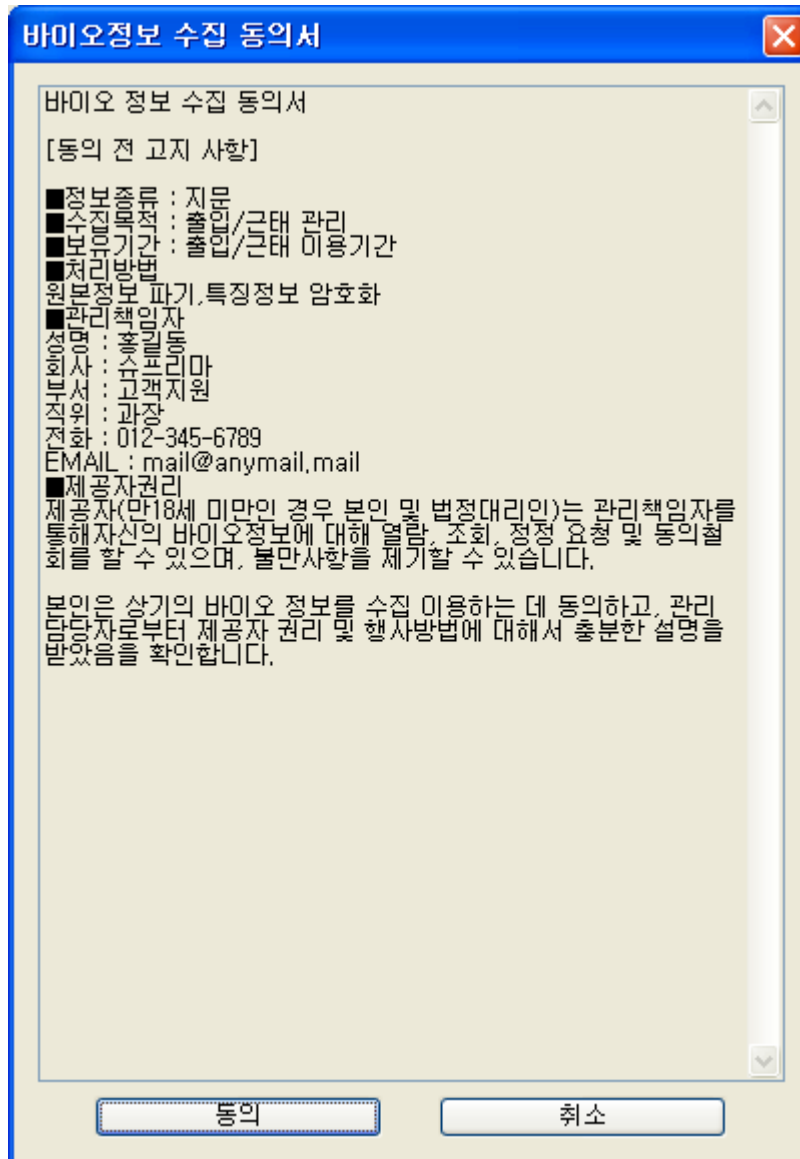 바이오정보 수집 동의서
바이오 정보 수집 동의서
[동의 전 고지 사항]
■정보종류 : 지문
■수집목적 : 출입/근태 관리
■보유기간 : 출입/근태 이용기간
■처리방법
원본정보 파기,특징정보 암호화
■관리책임자
성명 : 홍길동
회사 : 슈프리마
부서 : 고객지원
직위 : 과장
전화 : 012-345-6789
EMAIL : mail@anymail.mail
■제공자권리
제공자(만18세 미만인 경우 본인 및 법정대리인)는 관리책임자를
통해자신의 바이오정보에 대해 열람, 조회, 정정 요청 및 동의철
회를 할 수 있으며, 불만사항을 제기할 수 있습니다.
본인은 상기의 바이오 정보를 수집 이용하는 데 동의하고, 관리
담당자로부터 제공자 권리 및 행사방법에 대해서 충분한 설명을
받았음을 확인합니다.
동의
취소